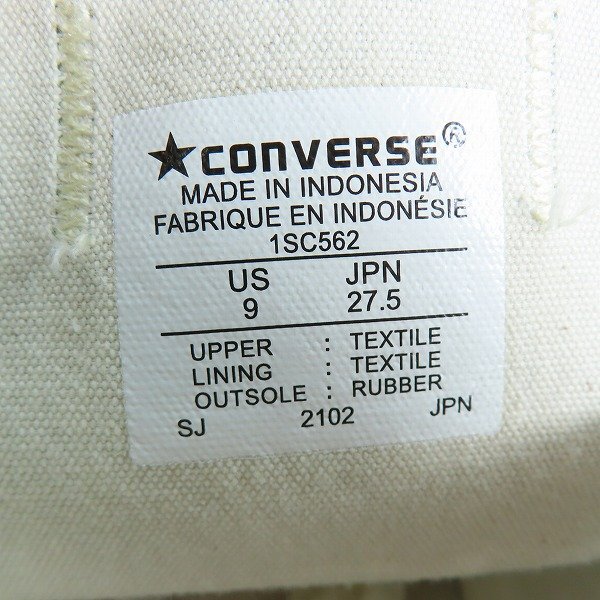 ★CONVERSE®
MADE IN INDONESIA
FABRIQUE EN INDONÉSIE
1SC562
US JPN
9 27.5
UPPER : TEXTILE
LINING : TEXTILE
OUTSOLE : RUBBER
SJ 2102 JPN